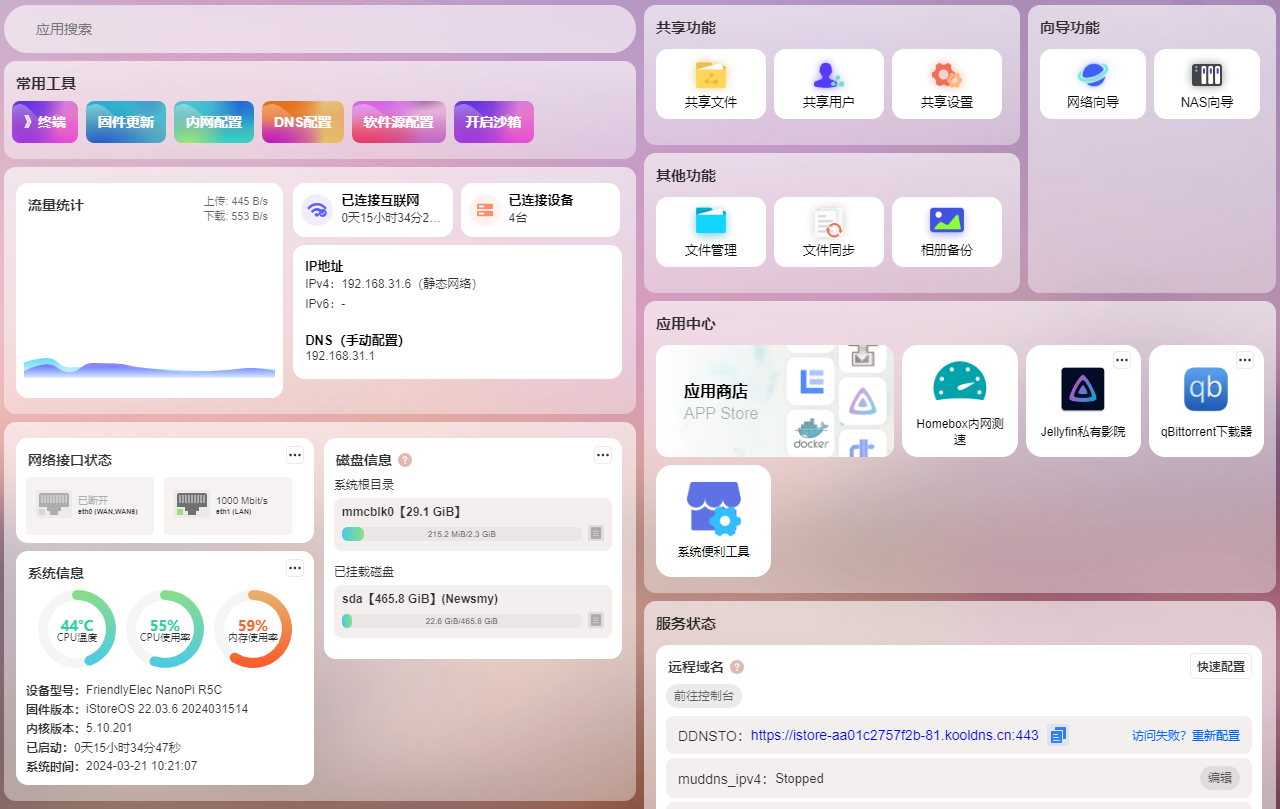 应用搜索
常用工具
》终端
固件更新
内网配置
DNS配置
软件源配置
开启沙箱
流量统计
上传: 445 B/s
下载: 553 B/s
已连接互联网
0天15小时34分2...
已连接设备
4台
IP地址
IPv4：192.168.31.6（静态网络）
IPv6：-
DNS（手动配置）
192.168.31.1
网络接口状态
已断开
eth0 (WAN,WAN6)
1000 Mbit/s
eth1 (LAN)
系统信息
44℃
CPU温度
55%
CPU使用率
59%
内存使用率
设备型号：FriendlyElec NanoPi R5C
固件版本：iStoreOS 22.03.6 2024031514
内核版本：5.10.201
已启动：0天15小时34分47秒
系统时间：2024-03-21 10:21:07
磁盘信息 ?
系统根目录
mmcblk0【29.1 GiB】
215.2 MiB/2.3 GiB
已挂载磁盘
sda【465.8 GiB】(Newsmy)
22.6 GiB/465.8 GiB
共享功能
共享文件
共享用户
共享设置
向导功能
网络向导
NAS向导
其他功能
文件管理
文件同步
相册备份
应用中心
应用商店
APP Store
docker
Homebox内网测
速
Jellyfin私有影院
qb
qBittorrent下载器
系统便利工具
服务状态
远程域名 ?
快速配置
前往控制台
DDNSTO：https://istore-aa01c2757f2b-81.kooldns.cn:443
访问失败？重新配置
muddns_ipv4：Stopped
编辑